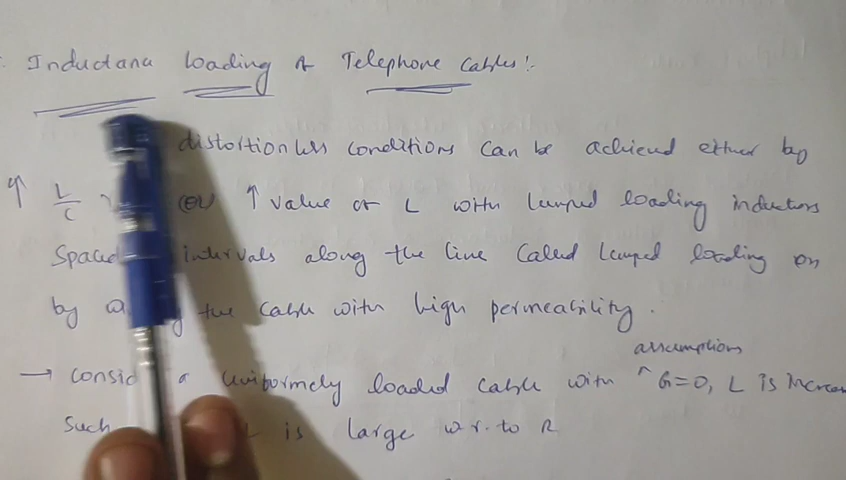 Inductance Loading of Telephone Cables :-
distortionless conditions can be achieved either by
↑ L/C (or) ↑ value of L with lumped loading inductors
Spaced intervals along the line called lumped loading or
by the cable with high permeability.
assumptions
→ consid a uniformely loaded cable with ^ G=0, L is increas
Such L is large w.r.to R